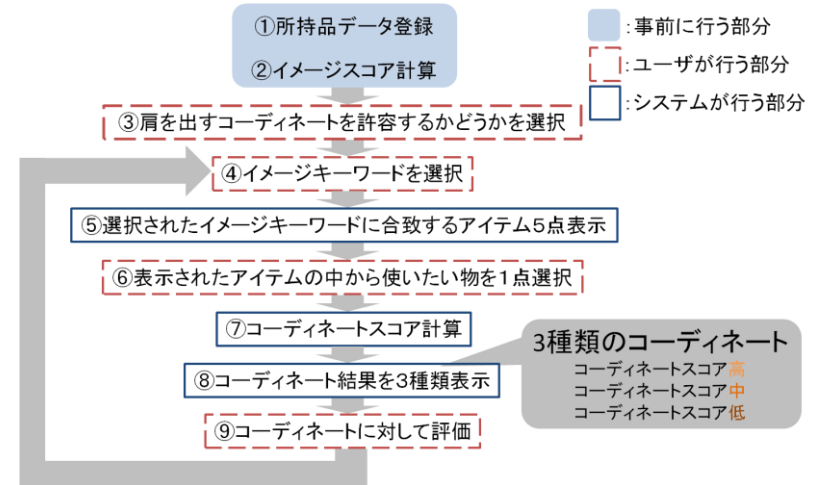 ①所持品データ登録
②イメージスコア計算
:事前に行う部分
:ユーザが行う部分
:システムが行う部分
③肩を出すコーディネートを許容するかどうかを選択
④イメージキーワードを選択
⑤選択されたイメージキーワードに合致するアイテム5点表示
⑥表示されたアイテムの中から使いたい物を1点選択
⑦コーディネートスコア計算
⑧コーディネート結果を3種類表示
3種類のコーディネート
コーディネートスコア高
コーディネートスコア中
コーディネートスコア低
⑨コーディネートに対して評価